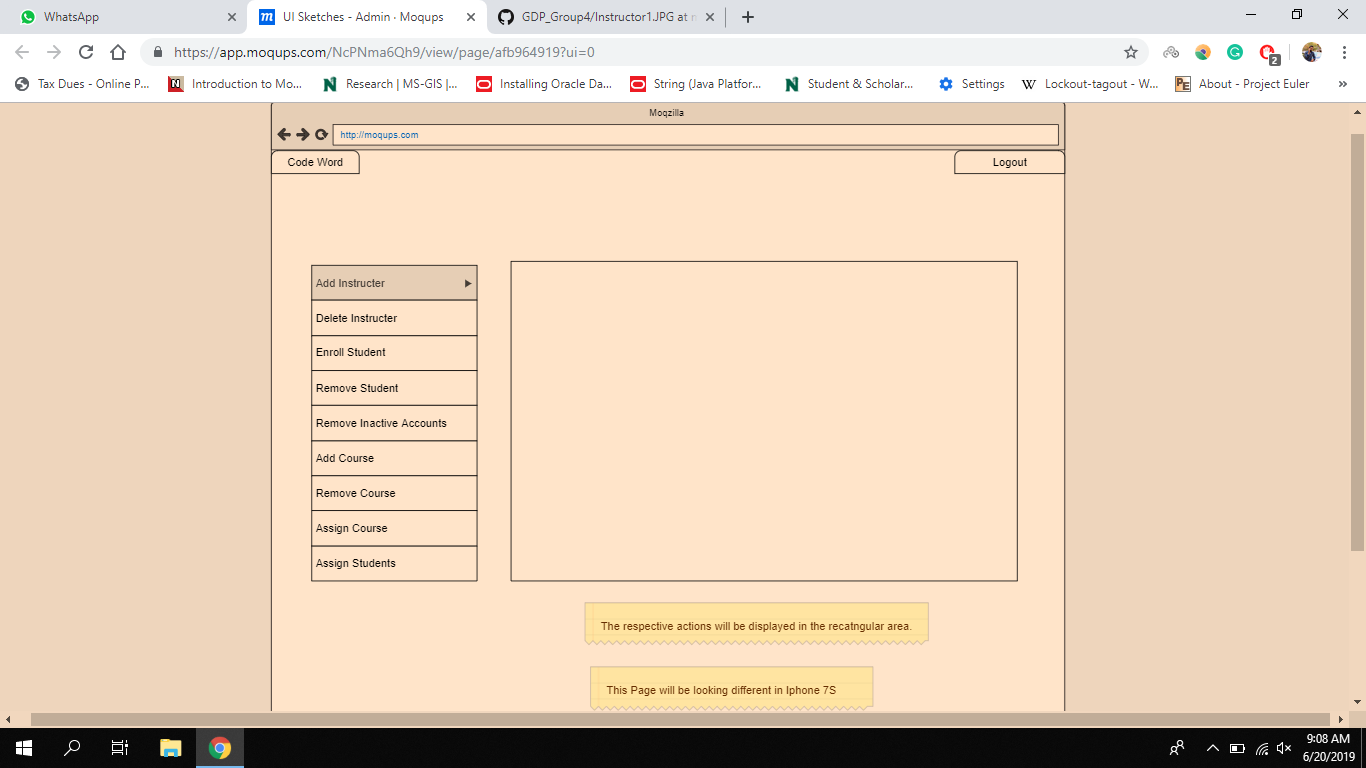 WhatsApp
UI Sketches - Admin · Moqups
GDP_Group4/Instructor1.JPG at
https://app.moqups.com/NcPNma6Qh9/view/page/afb964919?ui=0
2
Tax Dues - Online P...
N Introduction to Mo...
N Research | MS-GIS |...
Installing Oracle Da...
String (Java Platfor...
N Student & Scholar...
Settings
W Lockout-tagout - W...
PE About - Project Euler
»
Moqzilla
http://moqups.com
Code Word
Logout
Add Instructer
Delete Instructer
Enroll Student
Remove Student
Remove Inactive Accounts
Add Course
Remove Course
Assign Course
Assign Students
The respective actions will be displayed in the recatngular area.
This Page will be looking different in Iphone 7S
9:08 AM
6/20/2019